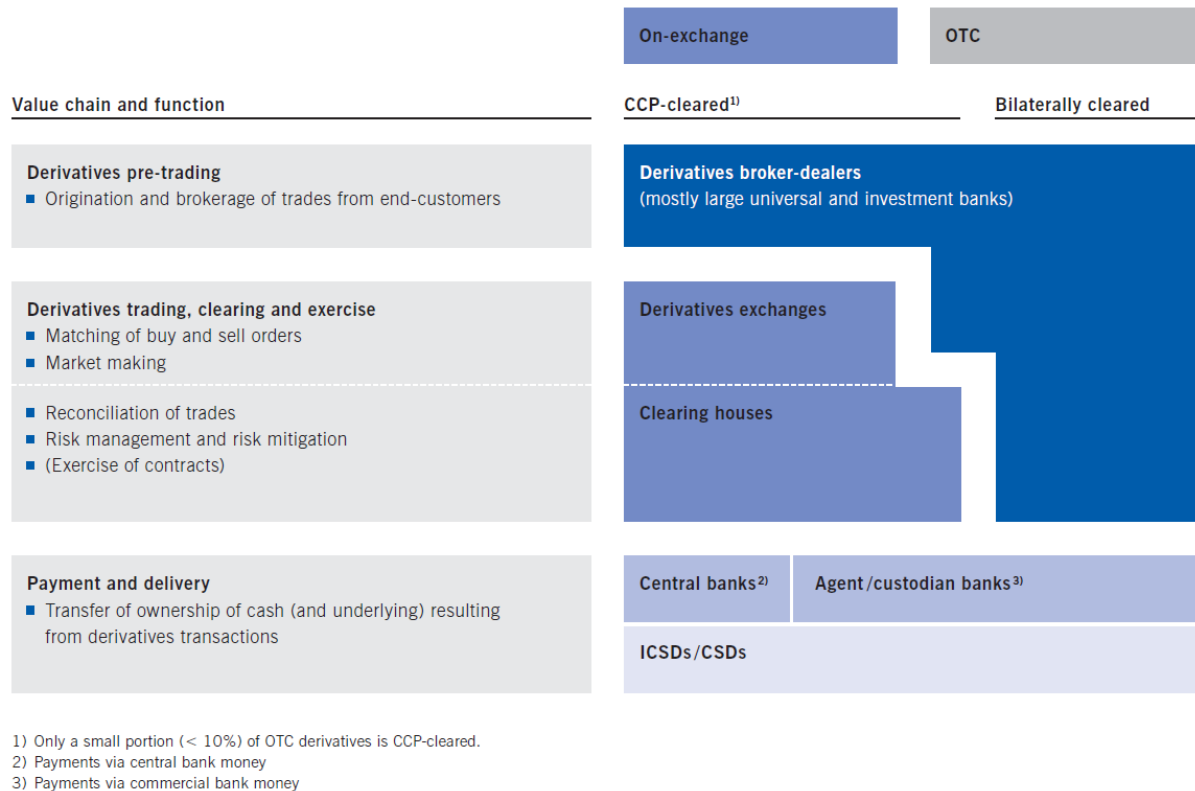 On-exchange
OTC
Value chain and function
CCP-cleared1)
Bilaterally cleared
Derivatives pre-trading
■ Origination and brokerage of trades from end-customers
Derivatives broker-dealers
(mostly large universal and investment banks)
Derivatives trading, clearing and exercise
■ Matching of buy and sell orders
■ Market making
Derivatives exchanges
■ Reconciliation of trades
■ Risk management and risk mitigation
■ (Exercise of contracts)
Clearing houses
Payment and delivery
■ Transfer of ownership of cash (and underlying) resulting
from derivatives transactions
Central banks2)
Agent/custodian banks3)
ICSDs/CSDs
1) Only a small portion (< 10%) of OTC derivatives is CCP-cleared.
2) Payments via central bank money
3) Payments via commercial bank money